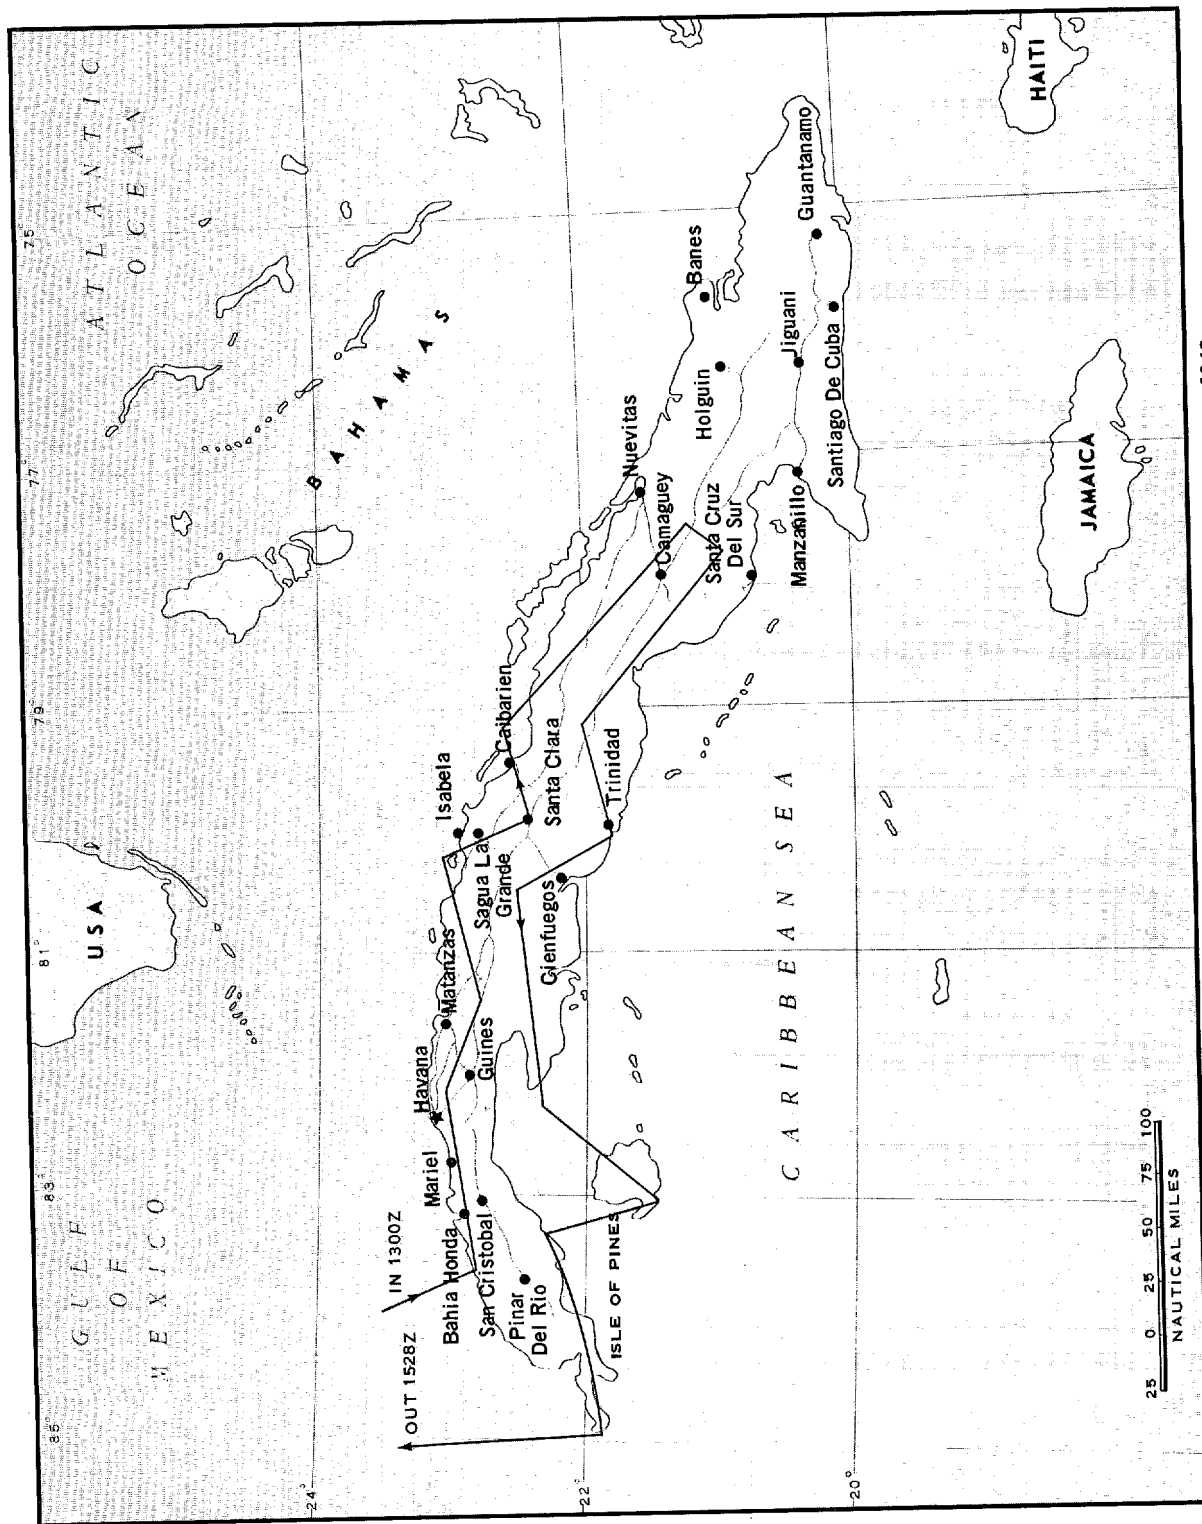 ATLANTIC
OCEAN
GULF
OF
MEXICO
USA
BAHAMAS
85°
83°
81°
79°
77°
75°
24°
22°
20°
IN 1300Z
OUT 1528Z
Havana
Matanzas
Mariel
Bahia Honda
San Cristobal
Pinar
Del Rio
Guines
Isabela
Sagua La
Grande
Caibarien
Santa Clara
Cienfuegos
Trinidad
Nuevitas
Camaguey
Santa Cruz
Del Sur
Holguin
Banes
Manzanillo
Jiguani
Santiago De Cuba
Guantanamo
ISLE OF PINES
CARIBBEAN SEA
JAMAICA
HAITI
25 0 25 50 75 100
NAUTICAL MILES